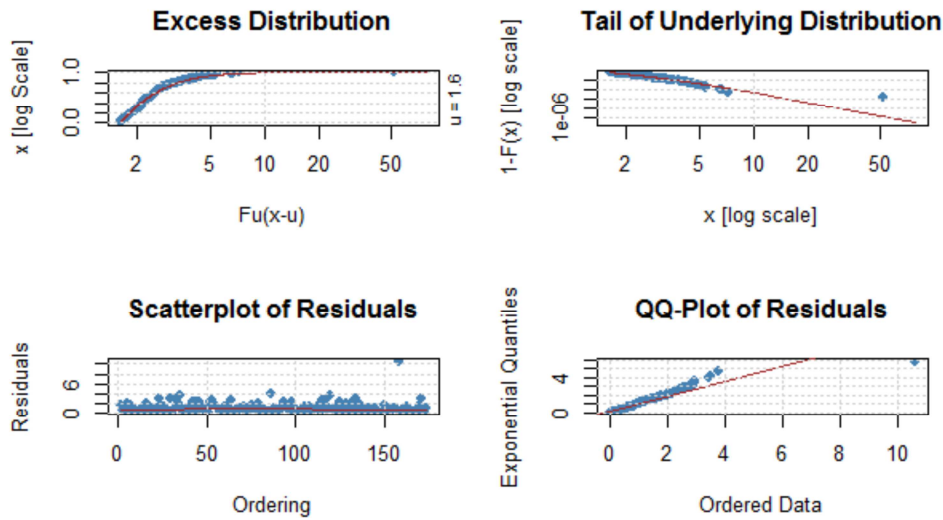 Excess Distribution
x [log Scale]
0.0 1.0
u = 1.6
2 5 10 20 50
Fu(x-u)
Tail of Underlying Distribution
1-F(x) [log scale]
1e-06
2 5 10 20 50
x [log scale]
Scatterplot of Residuals
Residuals
0 6
0 50 100 150
Ordering
QQ-Plot of Residuals
Exponential Quantiles
0 4
0 2 4 6 8 10
Ordered Data